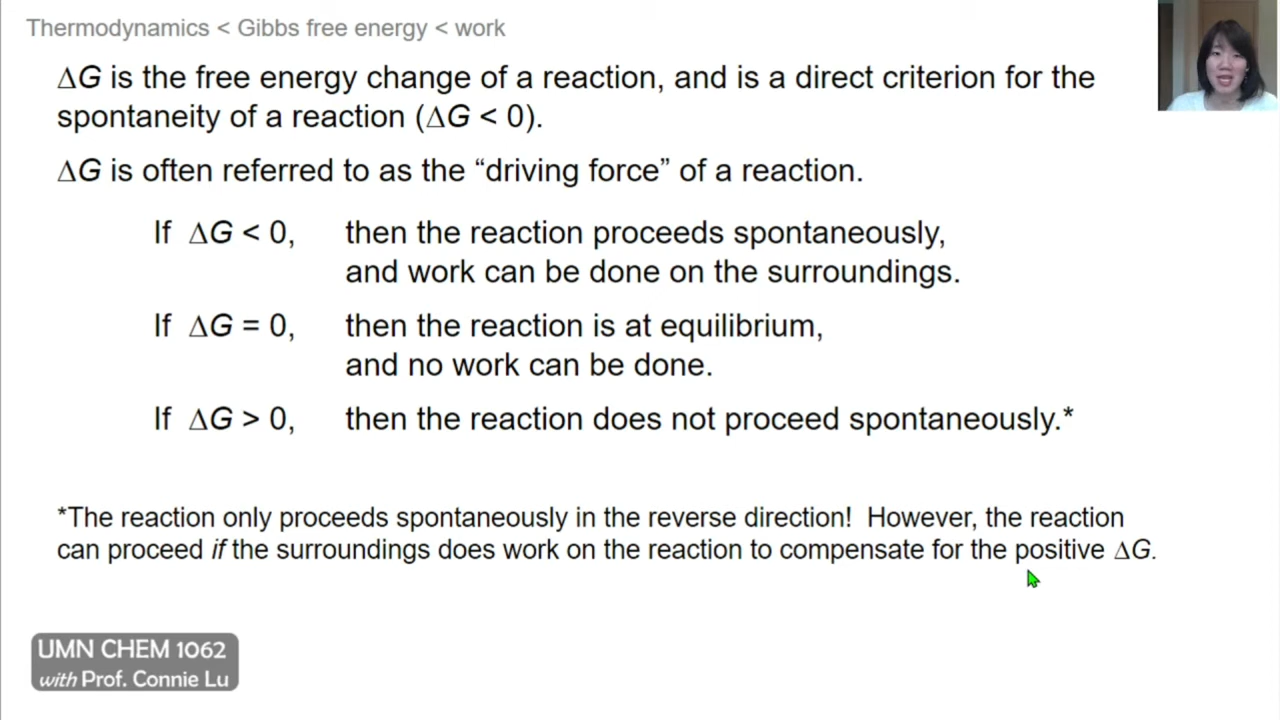 Thermodynamics < Gibbs free energy < work
ΔG is the free energy change of a reaction, and is a direct criterion for the
spontaneity of a reaction (ΔG < 0).
ΔG is often referred to as the “driving force” of a reaction.
If ΔG < 0, then the reaction proceeds spontaneously,
and work can be done on the surroundings.
If ΔG = 0, then the reaction is at equilibrium,
and no work can be done.
If ΔG > 0, then the reaction does not proceed spontaneously.*
*The reaction only proceeds spontaneously in the reverse direction! However, the reaction
can proceed if the surroundings does work on the reaction to compensate for the positive ΔG.
UMN CHEM 1062
with Prof. Connie Lu